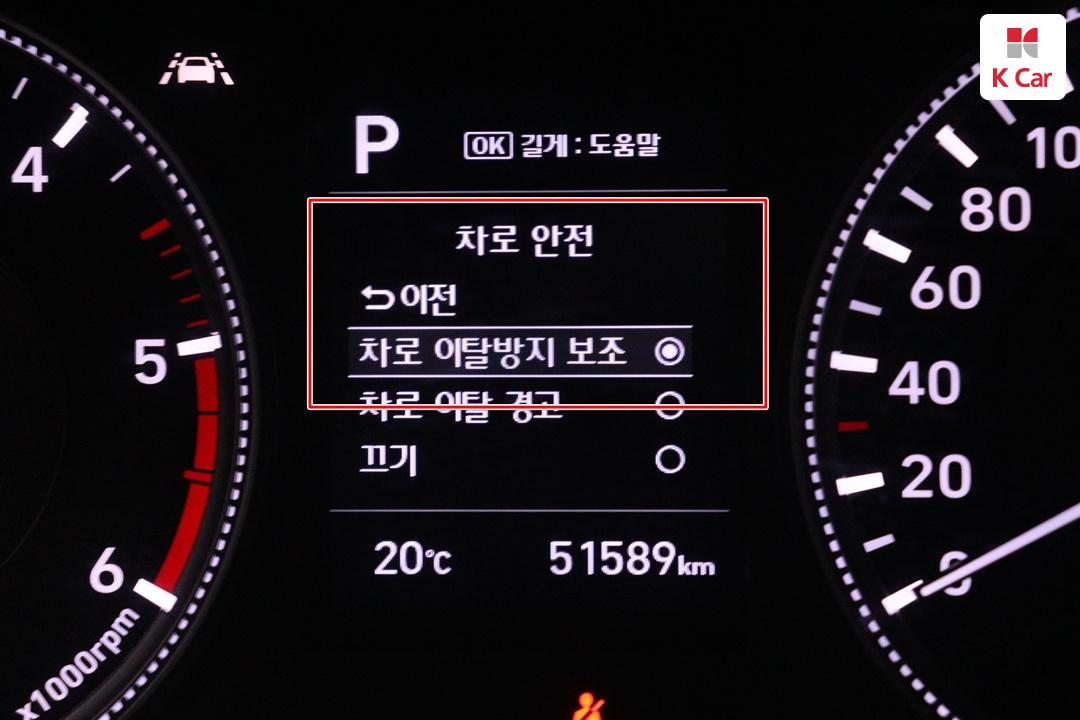 K Car
P
OK 길게 : 도움말
차로 안전
이전
차로 이탈방지 보조
차로 이탈 경고
끄기
20℃ 51589km
4
5
6
x1000rpm
100
80
60
40
20
0